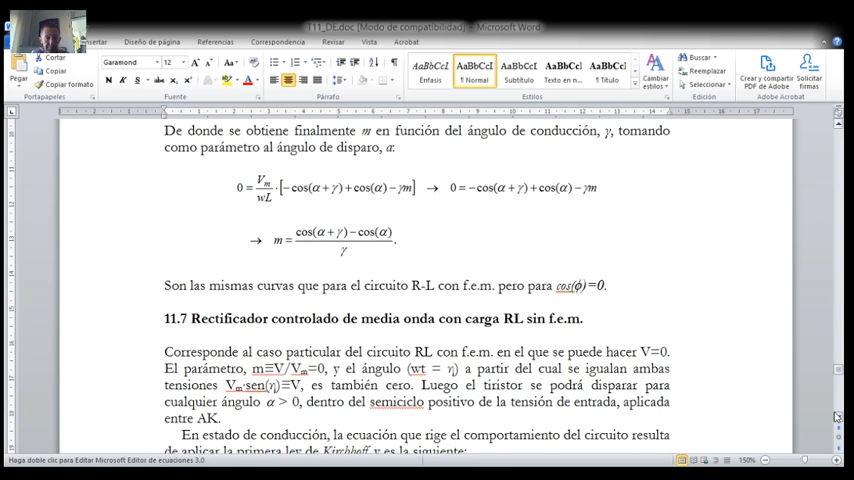 T11_DE.doc [Modo de compatibilidad] - Microsoft Word
Insertar Diseño de página Referencias Correspondencia Revisar Vista Acrobat
Pegar
Cortar
Copiar
Copiar formato
Portapapeles
Garamond 12
Fuente
Párrafo
AaBbCcI AaBbCcI AaBbCcI AaBbCcI AaBbCcI
Énfasis ¶ Normal Subtítulo Texto en n... ¶ Título
Cambiar estilos
Estilos
Buscar
Reemplazar
Seleccionar
Edición
Crear y compartir PDF de Adobe
Solicitar firmas
Adobe Acrobat
De donde se obtiene finalmente m en función del ángulo de conducción, γ, tomando
como parámetro al ángulo de disparo, a:
0 = V_m/wL · [−cos(α+γ)+cos(α)−γm] → 0 = −cos(α+γ)+cos(α)−γm
→ m = cos(α+γ)−cos(α) / γ .
Son las mismas curvas que para el circuito R-L con f.e.m. pero para cos(ϕ)=0.
11.7 Rectificador controlado de media onda con carga RL sin f.e.m.
Corresponde al caso particular del circuito RL con f.e.m. en el que se puede hacer V=0.
El parámetro, m≡V/Vm=0, y el ángulo (wt = η) a partir del cual se igualan ambas
tensiones Vm·sen(η)≡V, es también cero. Luego el tiristor se podrá disparar para
cualquier ángulo α > 0, dentro del semiciclo positivo de la tensión de entrada, aplicada
entre AK.
En estado de conducción, la ecuación que rige el comportamiento del circuito resulta
de aplicar la primera ley de Kirchhoff y es la siguiente:
Haga doble clic para Editar Microsoft Editor de ecuaciones 3.0
150%